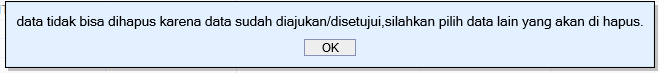 data tidak bisa dihapus karena data sudah diajukan/disetujui,silahkan pilih data lain yang akan di hapus.
OK